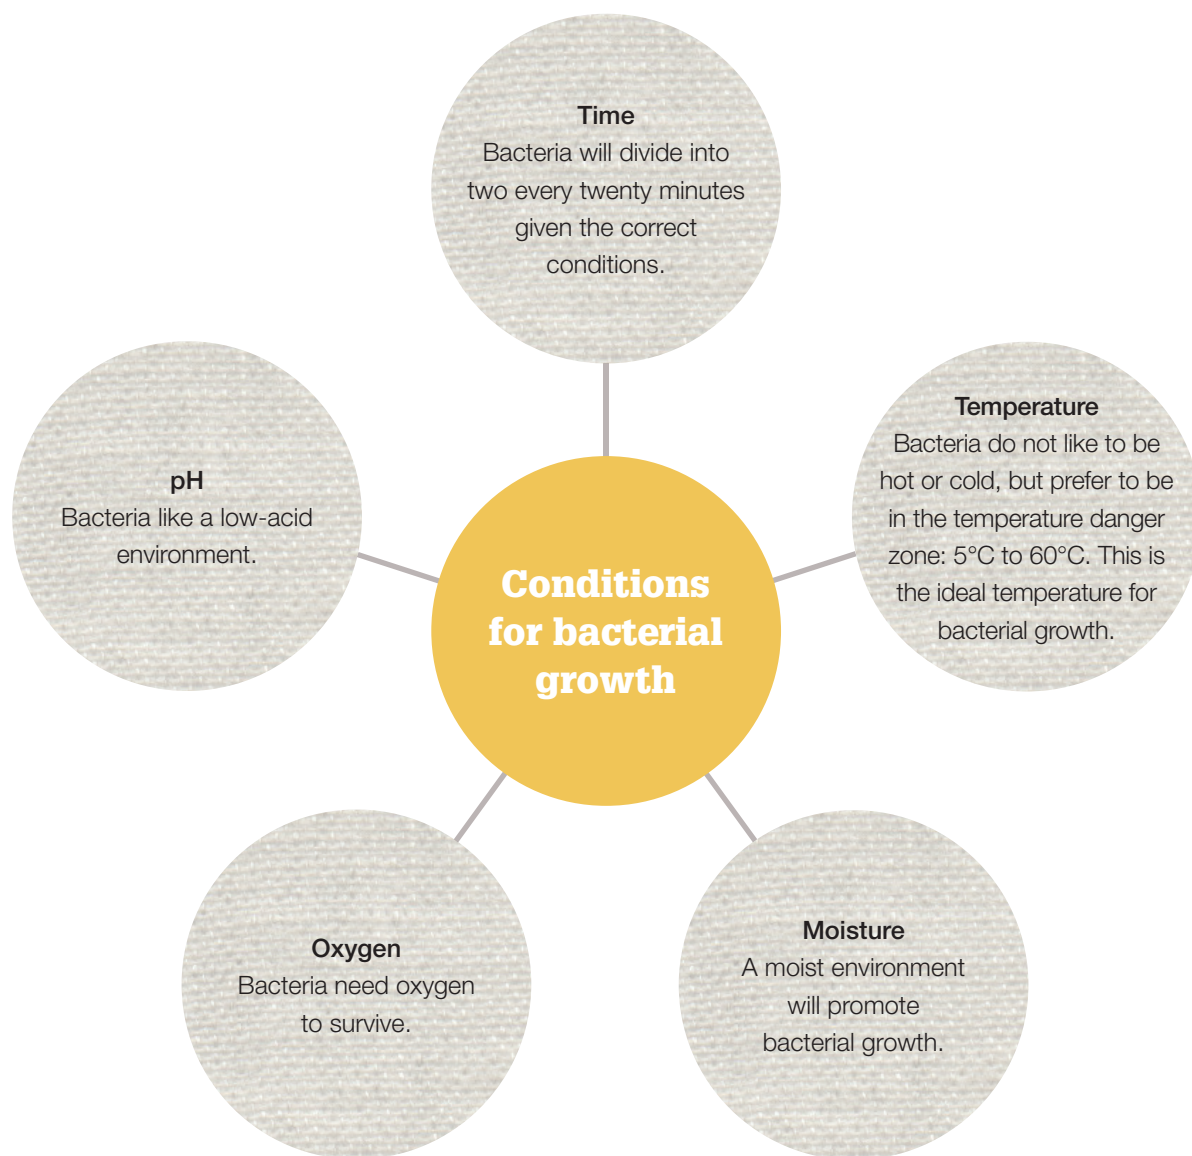 Time
Bacteria will divide into
two every twenty minutes
given the correct
conditions.
Temperature
Bacteria do not like to be
hot or cold, but prefer to be
in the temperature danger
zone: 5°C to 60°C. This is
the ideal temperature for
bacterial growth.
pH
Bacteria like a low-acid
environment.
Conditions
for bacterial
growth
Oxygen
Bacteria need oxygen
to survive.
Moisture
A moist environment
will promote
bacterial growth.